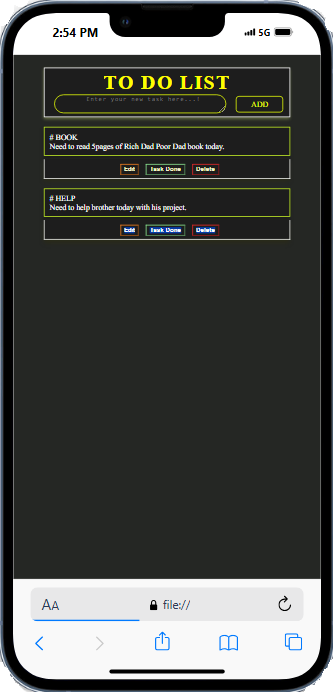 2:54 PM 5G
TO DO LIST
Enter your new task here...!
ADD
# BOOK
Need to read 5pages of Rich Dad Poor Dad book today.
Edit Task Done Delete
# HELP
Need to help brother today with his project.
Edit Task Done Delete
AA file://